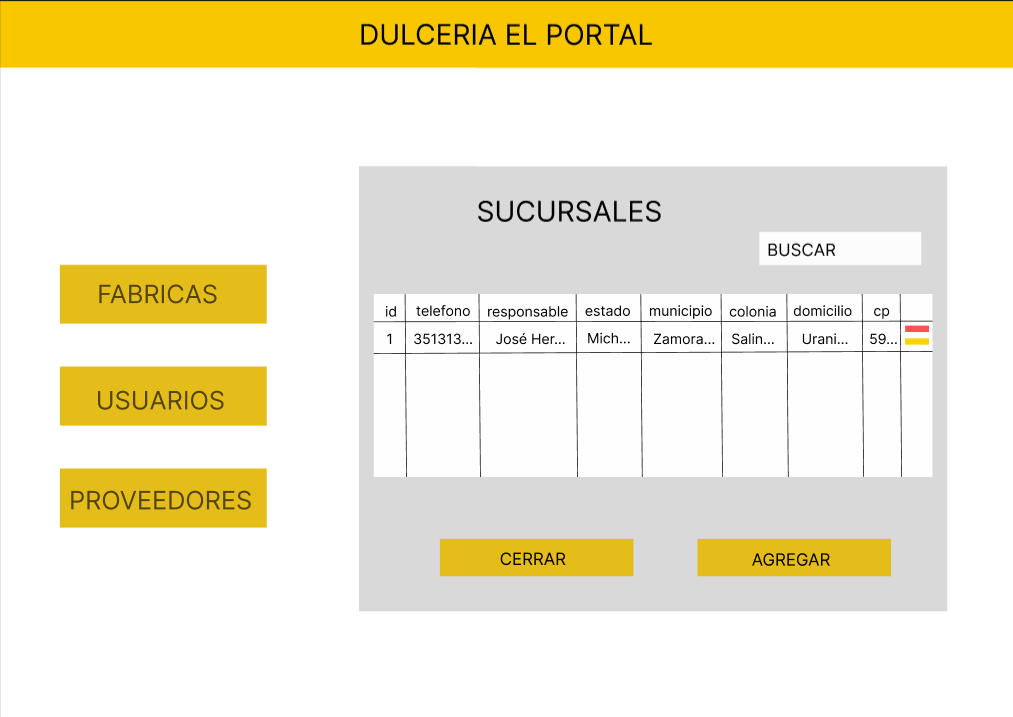 DULCERIA EL PORTAL
FABRICAS
USUARIOS
PROVEEDORES
SUCURSALES
BUSCAR
id telefono responsable estado municipio colonia domicilio cp
1 351313... José Her... Mich... Zamora... Salin... Urani... 59...
CERRAR AGREGAR